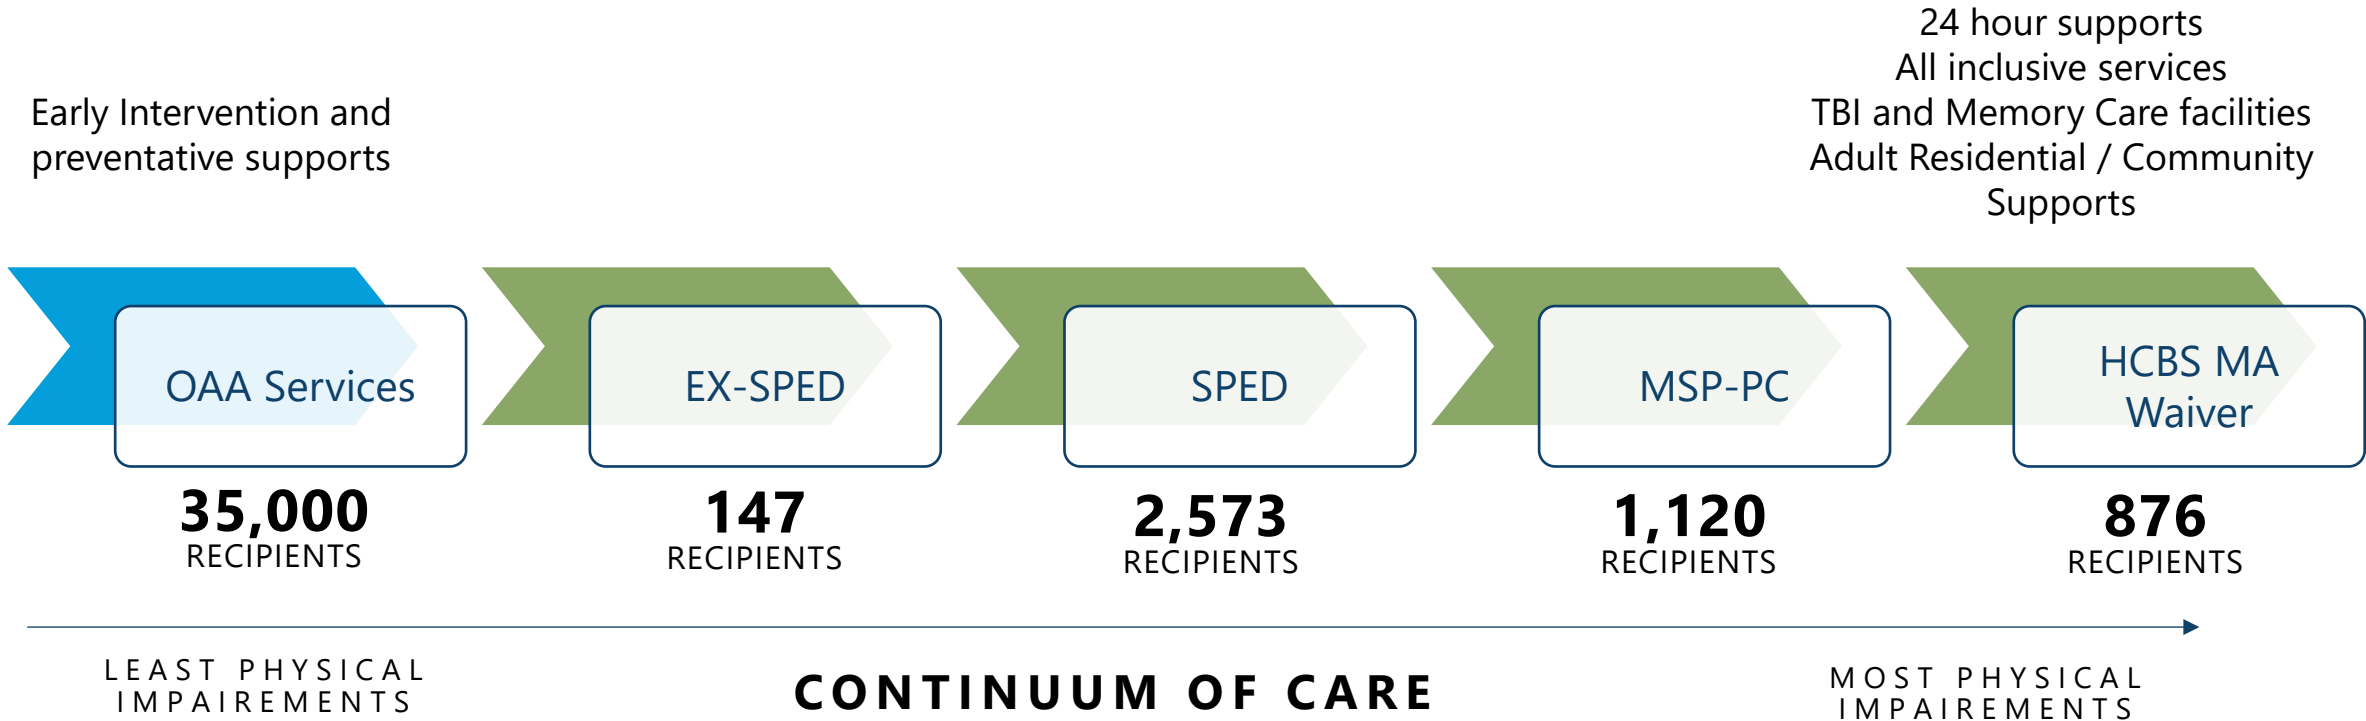 Early Intervention and
preventative supports
24 hour supports
All inclusive services
TBI and Memory Care facilities
Adult Residential / Community
Supports
OAA Services
EX-SPED
SPED
MSP-PC
HCBS MA
Waiver
35,000
RECIPIENTS
147
RECIPIENTS
2,573
RECIPIENTS
1,120
RECIPIENTS
876
RECIPIENTS
LEAST PHYSICAL
IMPAIREMENTS
CONTINUUM OF CARE
MOST PHYSICAL
IMPAIREMENTS